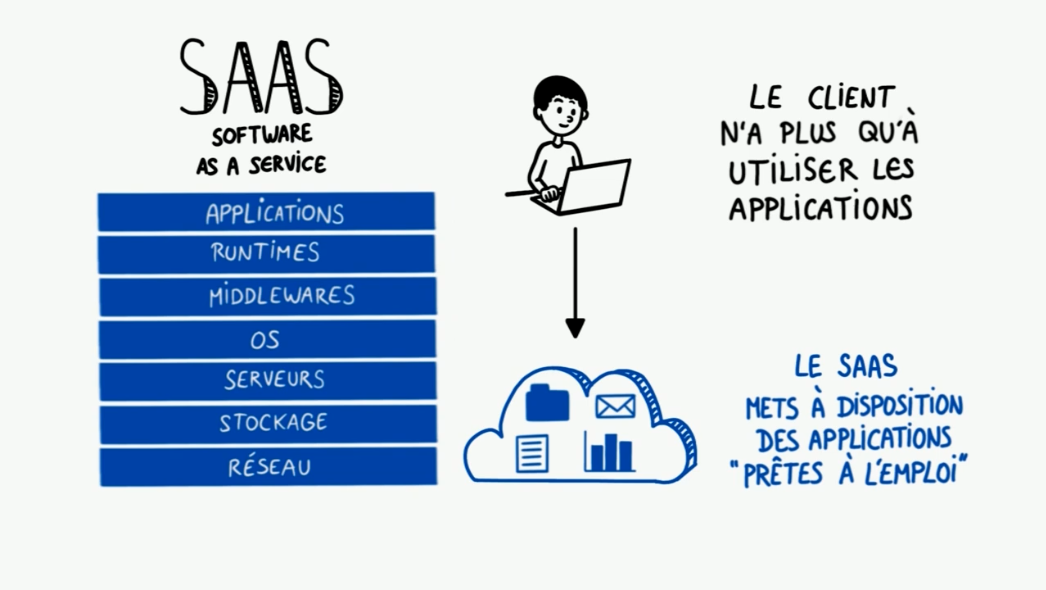 SAAS
SOFTWARE
AS A SERVICE
APPLICATIONS
RUNTIMES
MIDDLEWARES
OS
SERVEURS
STOCKAGE
RÉSEAU
LE CLIENT
N'A PLUS QU'À
UTILISER LES
APPLICATIONS
LE SAAS
METS À DISPOSITION
DES APPLICATIONS
"PRÊTES À L'EMPLOI"